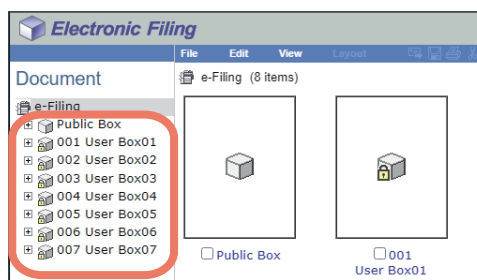 Electronic Filing
File Edit View Layout
Document
e-Filing (8 items)
e-Filing
Public Box
001 User Box01
002 User Box02
003 User Box03
004 User Box04
005 User Box05
006 User Box06
007 User Box07
Public Box
001
User Box01